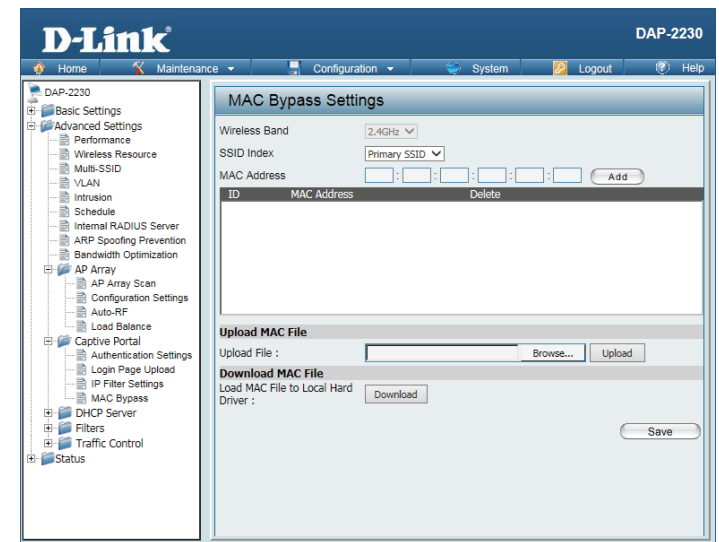 D-Link®
DAP-2230
Home Maintenance Configuration System Logout Help
DAP-2230
Basic Settings
Advanced Settings
Performance
Wireless Resource
Multi-SSID
VLAN
Intrusion
Schedule
Internal RADIUS Server
ARP Spoofing Prevention
Bandwidth Optimization
AP Array
AP Array Scan
Configuration Settings
Auto-RF
Load Balance
Captive Portal
Authentication Settings
Login Page Upload
IP Filter Settings
MAC Bypass
DHCP Server
Filters
Traffic Control
Status
MAC Bypass Settings
Wireless Band 2.4GHz
SSID Index Primary SSID
MAC Address : : : : : Add
ID MAC Address Delete
Upload MAC File
Upload File : Browse... Upload
Download MAC File
Load MAC File to Local Hard
Driver : Download
Save